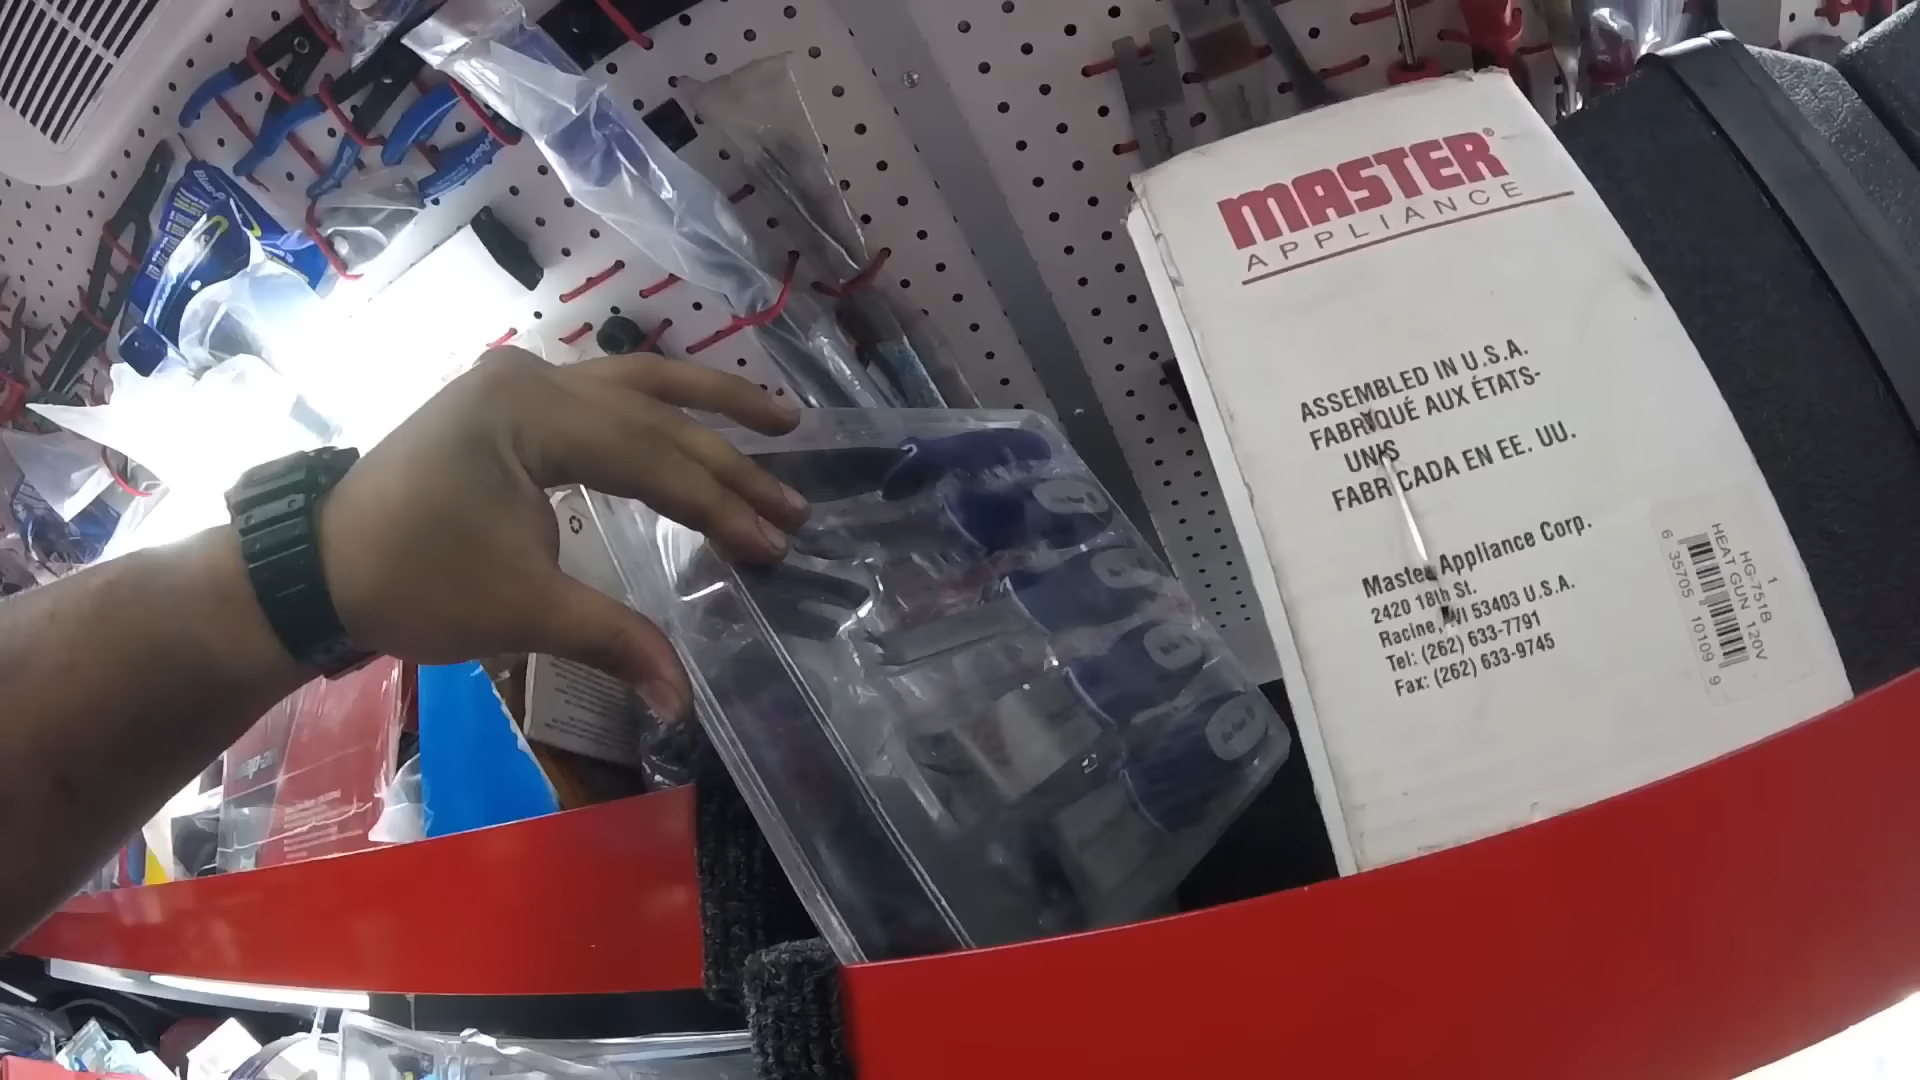 MASTER®
APPLIANCE
ASSEMBLED IN U.S.A.
FABRIQUÉ AUX ÉTATS-
UNIS
FABRICADA EN EE. UU.
Master Appliance Corp.
2420 18th St.
Racine, WI 53403 U.S.A.
Tel: (262) 633-7791
Fax: (262) 633-9745
1
HG-751B
HEAT GUN 120V
6 35705 10109 9